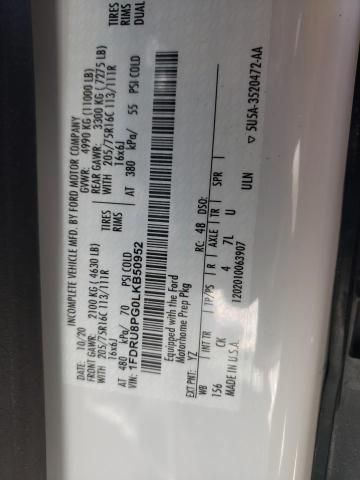 INCOMPLETE VEHICLE MFD. BY FORD MOTOR COMPANY
DATE: 10/20 GVWR: 4990 KG (11000 LB)
FRONT GAWR: 2100 KG ( 4630 LB) REAR GAWR: 3300 KG ( 7275 LB)
WITH 205/75R16C 113/111R TIRES WITH 205/75R16C 113/111R TIRES
16x6J RIMS 16x6J RIMS
AT 480 kPa/ 70 PSI COLD AT 380 kPa/ 55 PSI COLD DUAL
VIN: 1FDRU8PG0LKB50952
Equipped with the Ford
Motorhome Prep Pkg
EXT PNT: YZ RC: 48 DSO:
WB INT TR TP/PS R AXLE TR SPR
156 CK 4 7L U ULN
MADE IN U.S.A. 1202010063907
5U5A-3520472-AA